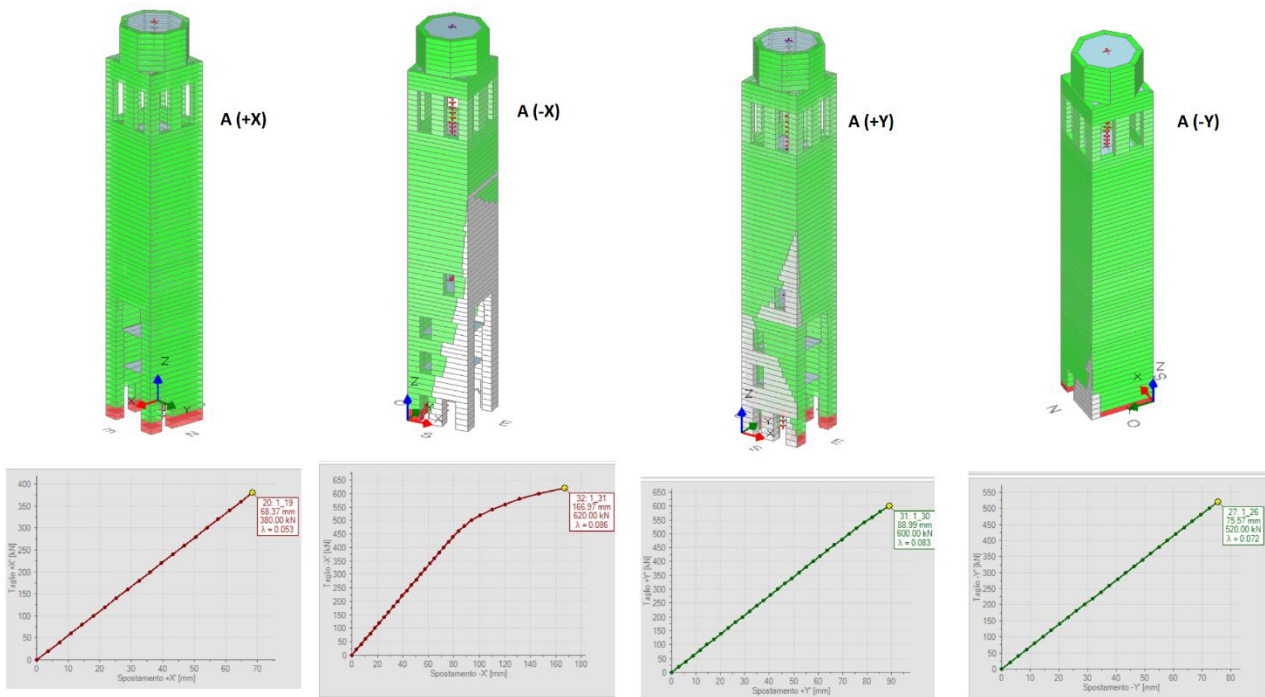 A (+X)
A (-X)
A (+Y)
A (-Y)
Z
X
Y
E
N
Z
O
X
S
E
Z
Y
X
S
E
Z
S
X
N
O
Taglio +X' [kN]
400
350
300
250
200
150
100
50
0
20: 1_19
68.37 mm
380.00 kN
λ = 0.053
0 10 20 30 40 50 60 70
Spostamento +X' [mm]
Taglio -X' [kN]
650
600
550
500
450
400
350
300
250
200
150
100
50
0
32: 1_31
166.97 mm
620.00 kN
λ = 0.086
0 20 40 60 80 100 120 140 160 180
Spostamento -X' [mm]
Taglio +Y' [kN]
650
600
550
500
450
400
350
300
250
200
150
100
50
0
31: 1_30
88.99 mm
600.00 kN
λ = 0.083
0 10 20 30 40 50 60 70 80 90
Spostamento +Y' [mm]
Taglio -Y' [kN]
550
500
450
400
350
300
250
200
150
100
50
0
27: 1_26
75.57 mm
520.00 kN
λ = 0.072
0 10 20 30 40 50 60 70 80
Spostamento -Y' [mm]